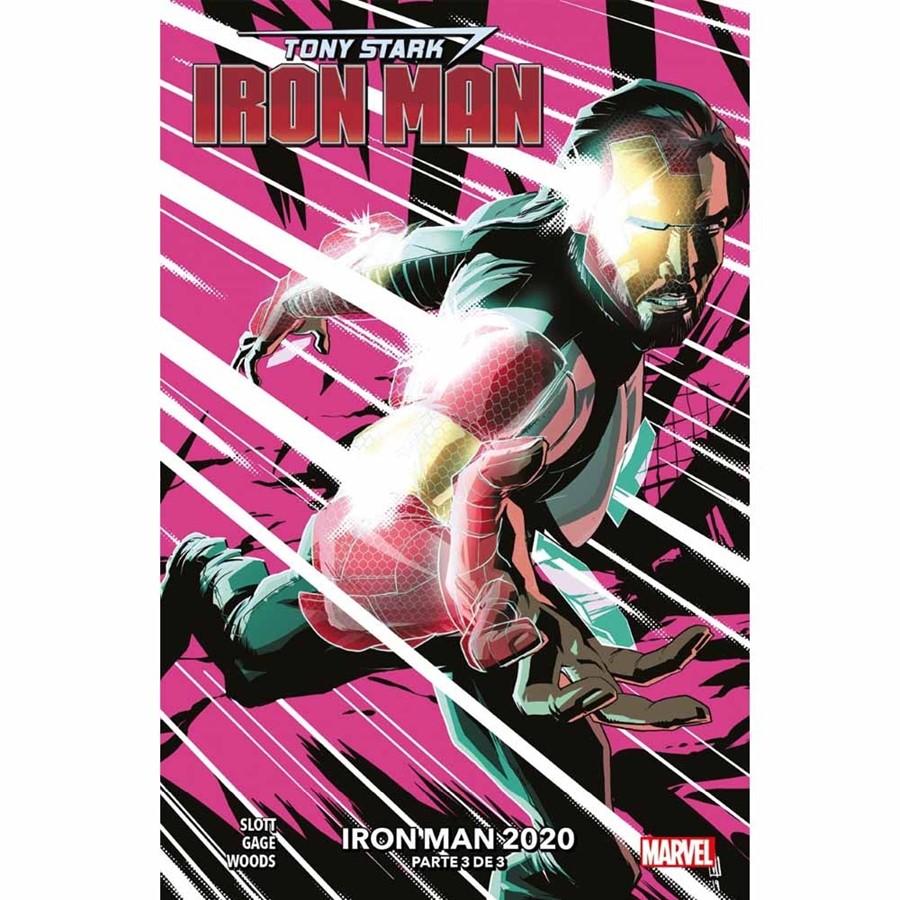 TONY STARK
IRON MAN
SLOTT
GAGE
WOODS
IRON MAN 2020
PARTE 3 DE 3
MARVEL